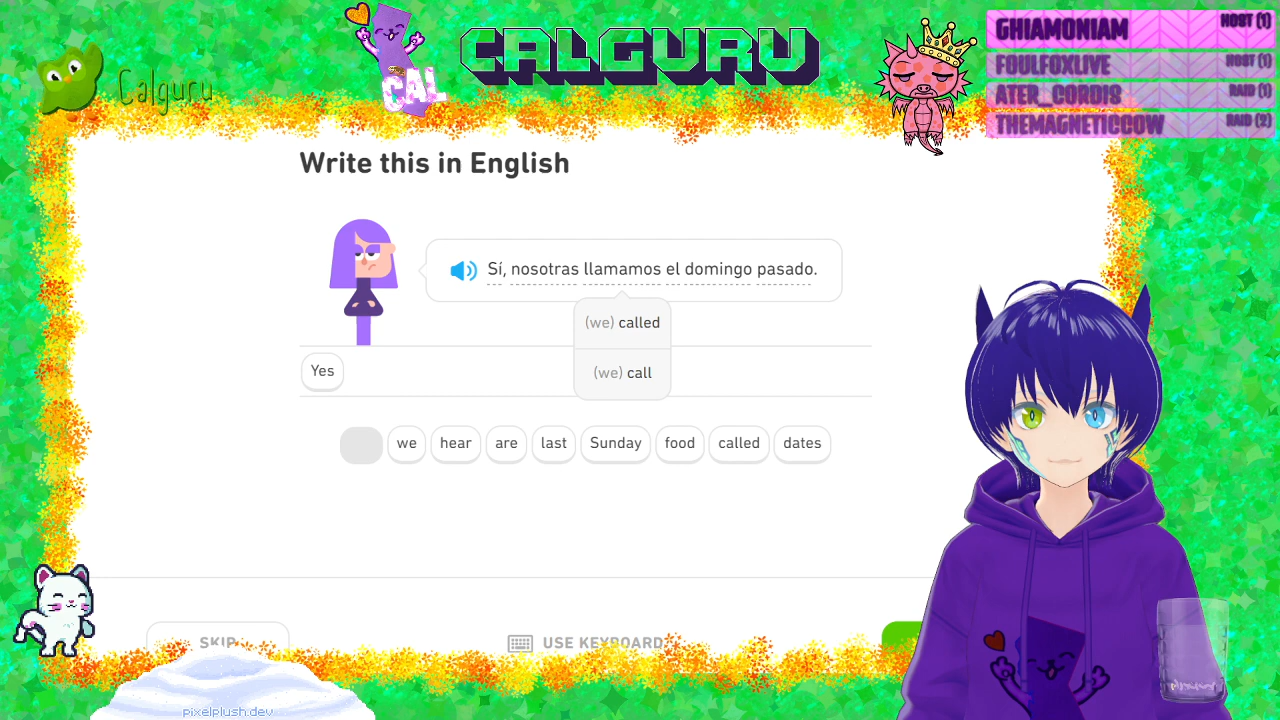 Calguru
CAL
CALGURU
GHIAMONIAM HOST (1)
FOULFOXLIVE HOST (1)
ATER_CORDIS RAID (1)
THEMAGNETICCOW RAID (2)
Write this in English
Sí, nosotras llamamos el domingo pasado.
(we) called
(we) call
Yes
we hear are last Sunday food called dates
SKIP
USE KEYBOARD
pixelplush.dev